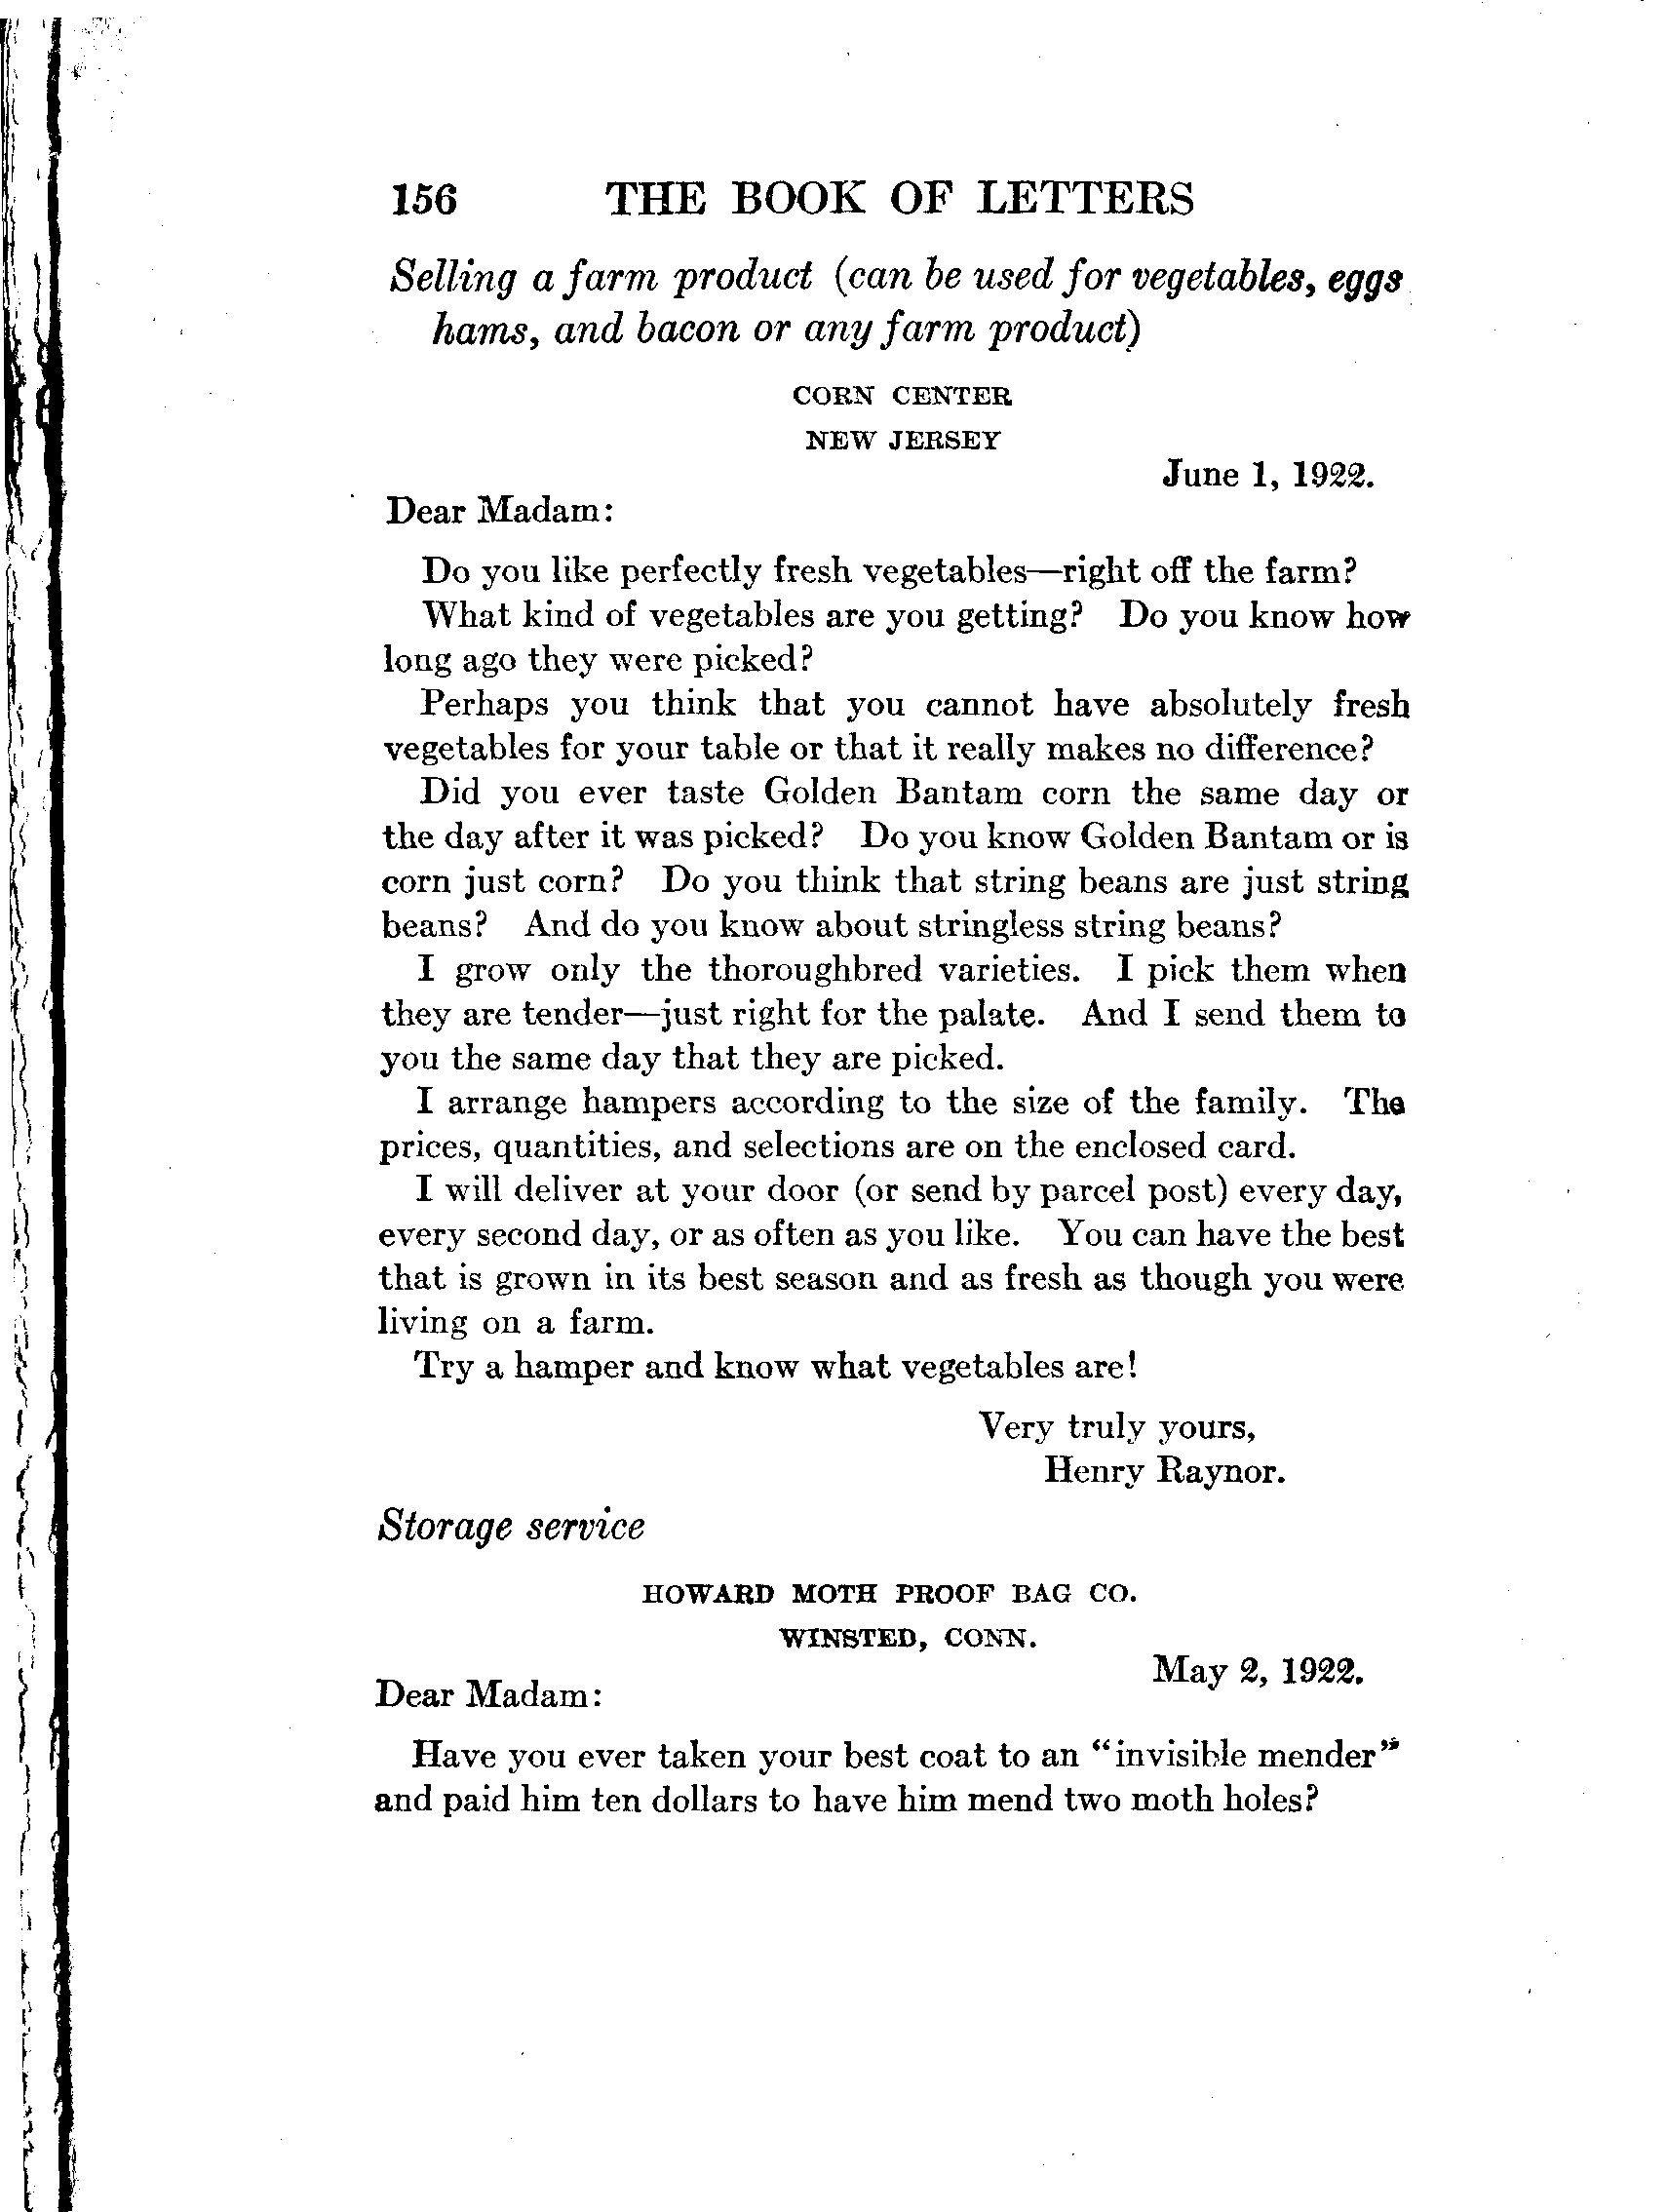 156 THE BOOK OF LETTERS
Selling a farm product (can be used for vegetables, eggs
hams, and bacon or any farm product)
CORN CENTER
NEW JERSEY
June 1, 1922.
Dear Madam:
Do you like perfectly fresh vegetables—right off the farm?
What kind of vegetables are you getting? Do you know how
long ago they were picked?
Perhaps you think that you cannot have absolutely fresh
vegetables for your table or that it really makes no difference?
Did you ever taste Golden Bantam corn the same day or
the day after it was picked? Do you know Golden Bantam or is
corn just corn? Do you think that string beans are just string
beans? And do you know about stringless string beans?
I grow only the thoroughbred varieties. I pick them when
they are tender—just right for the palate. And I send them to
you the same day that they are picked.
I arrange hampers according to the size of the family. The
prices, quantities, and selections are on the enclosed card.
I will deliver at your door (or send by parcel post) every day,
every second day, or as often as you like. You can have the best
that is grown in its best season and as fresh as though you were
living on a farm.
Try a hamper and know what vegetables are!
Very truly yours,
Henry Raynor.
Storage service
HOWARD MOTH PROOF BAG CO.
WINSTED, CONN.
May 2, 1922.
Dear Madam:
Have you ever taken your best coat to an "invisible mender"
and paid him ten dollars to have him mend two moth holes?